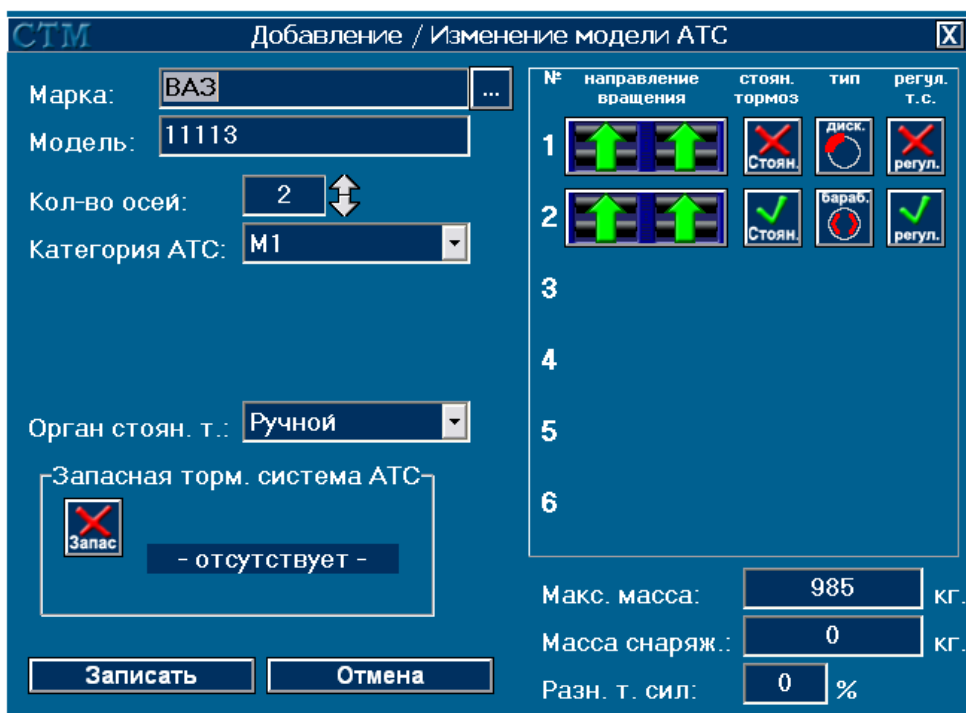 СТМ Добавление / Изменение модели АТС X
Марка: ВАЗ ...
Модель: 11113
Кол-во осей: 2
Категория АТС: М1
Орган стоян. т.: Ручной
Запасная торм. система АТС
Запас
- отсутствует -
Записать Отмена
№ направление вращения стоян. тормоз тип регул. т.с.
1 Стоян. диск. регул.
2 Стоян. бараб. регул.
3
4
5
6
Макс. масса: 985 кг.
Масса снаряж.: 0 кг.
Разн. т. сил: 0 %